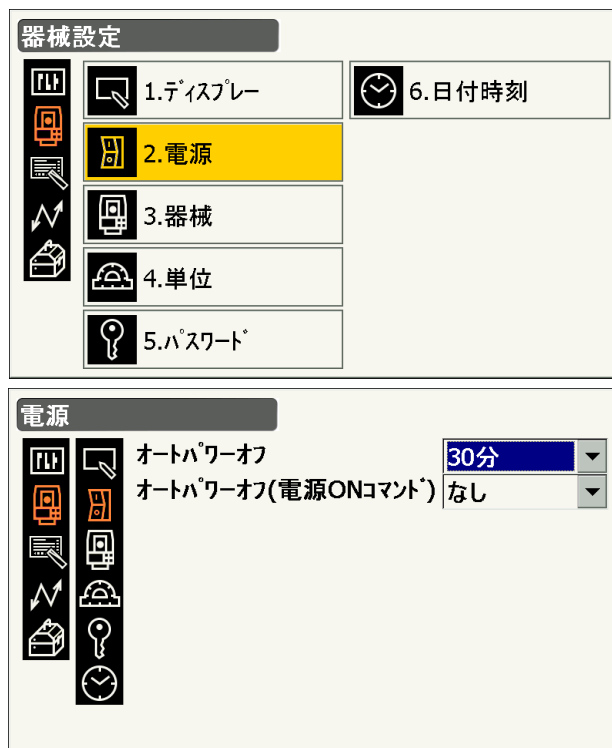 器械設定
1.ﾃﾞｨｽﾌﾟﾚｰ
6.日付時刻
2.電源
3.器械
4.単位
5.ﾊﾟｽﾜｰﾄﾞ
電源
ｵｰﾄﾊﾟﾜｰｵﾌ 30分
ｵｰﾄﾊﾟﾜｰｵﾌ(電源ONｺﾏﾝﾄﾞ) なし